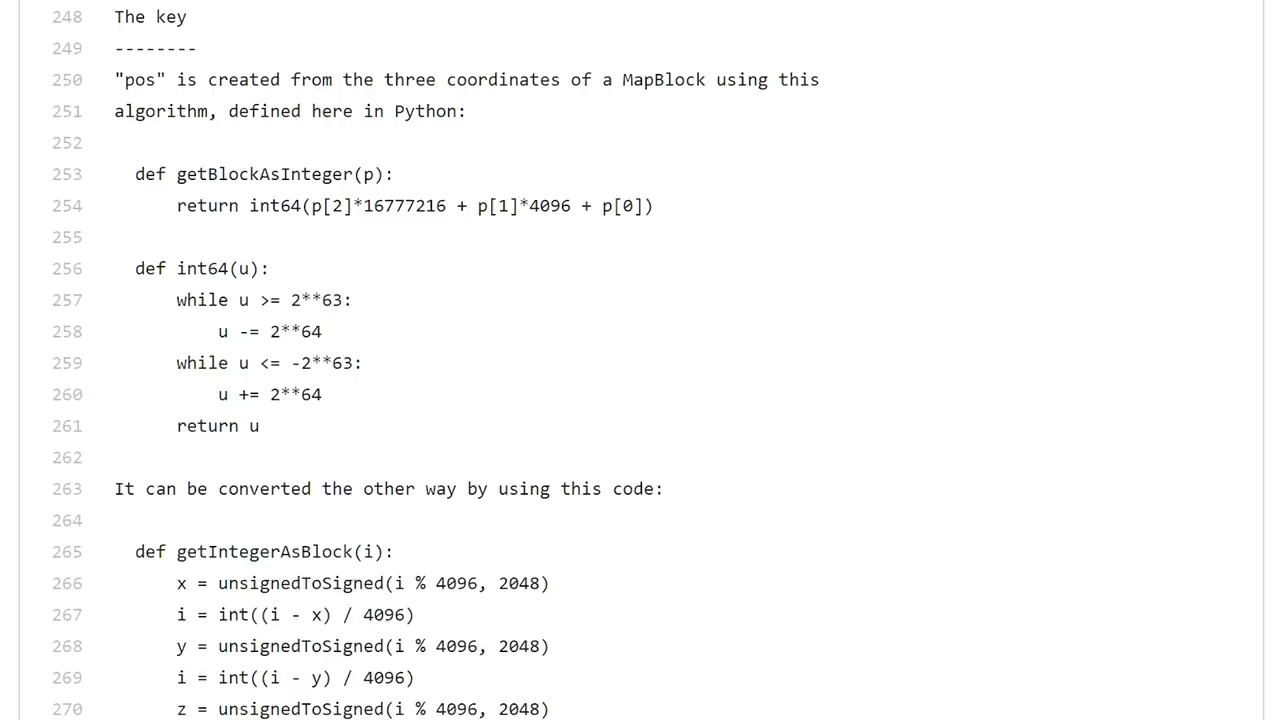 248 The key
249 --------
250 "pos" is created from the three coordinates of a MapBlock using this
251 algorithm, defined here in Python:
252
253   def getBlockAsInteger(p):
254       return int64(p[2]*16777216 + p[1]*4096 + p[0])
255
256   def int64(u):
257       while u >= 2**63:
258           u -= 2**64
259       while u <= -2**63:
260           u += 2**64
261       return u
262
263 It can be converted the other way by using this code:
264
265   def getIntegerAsBlock(i):
266       x = unsignedToSigned(i % 4096, 2048)
267       i = int((i - x) / 4096)
268       y = unsignedToSigned(i % 4096, 2048)
269       i = int((i - y) / 4096)
270       z = unsignedToSigned(i % 4096, 2048)